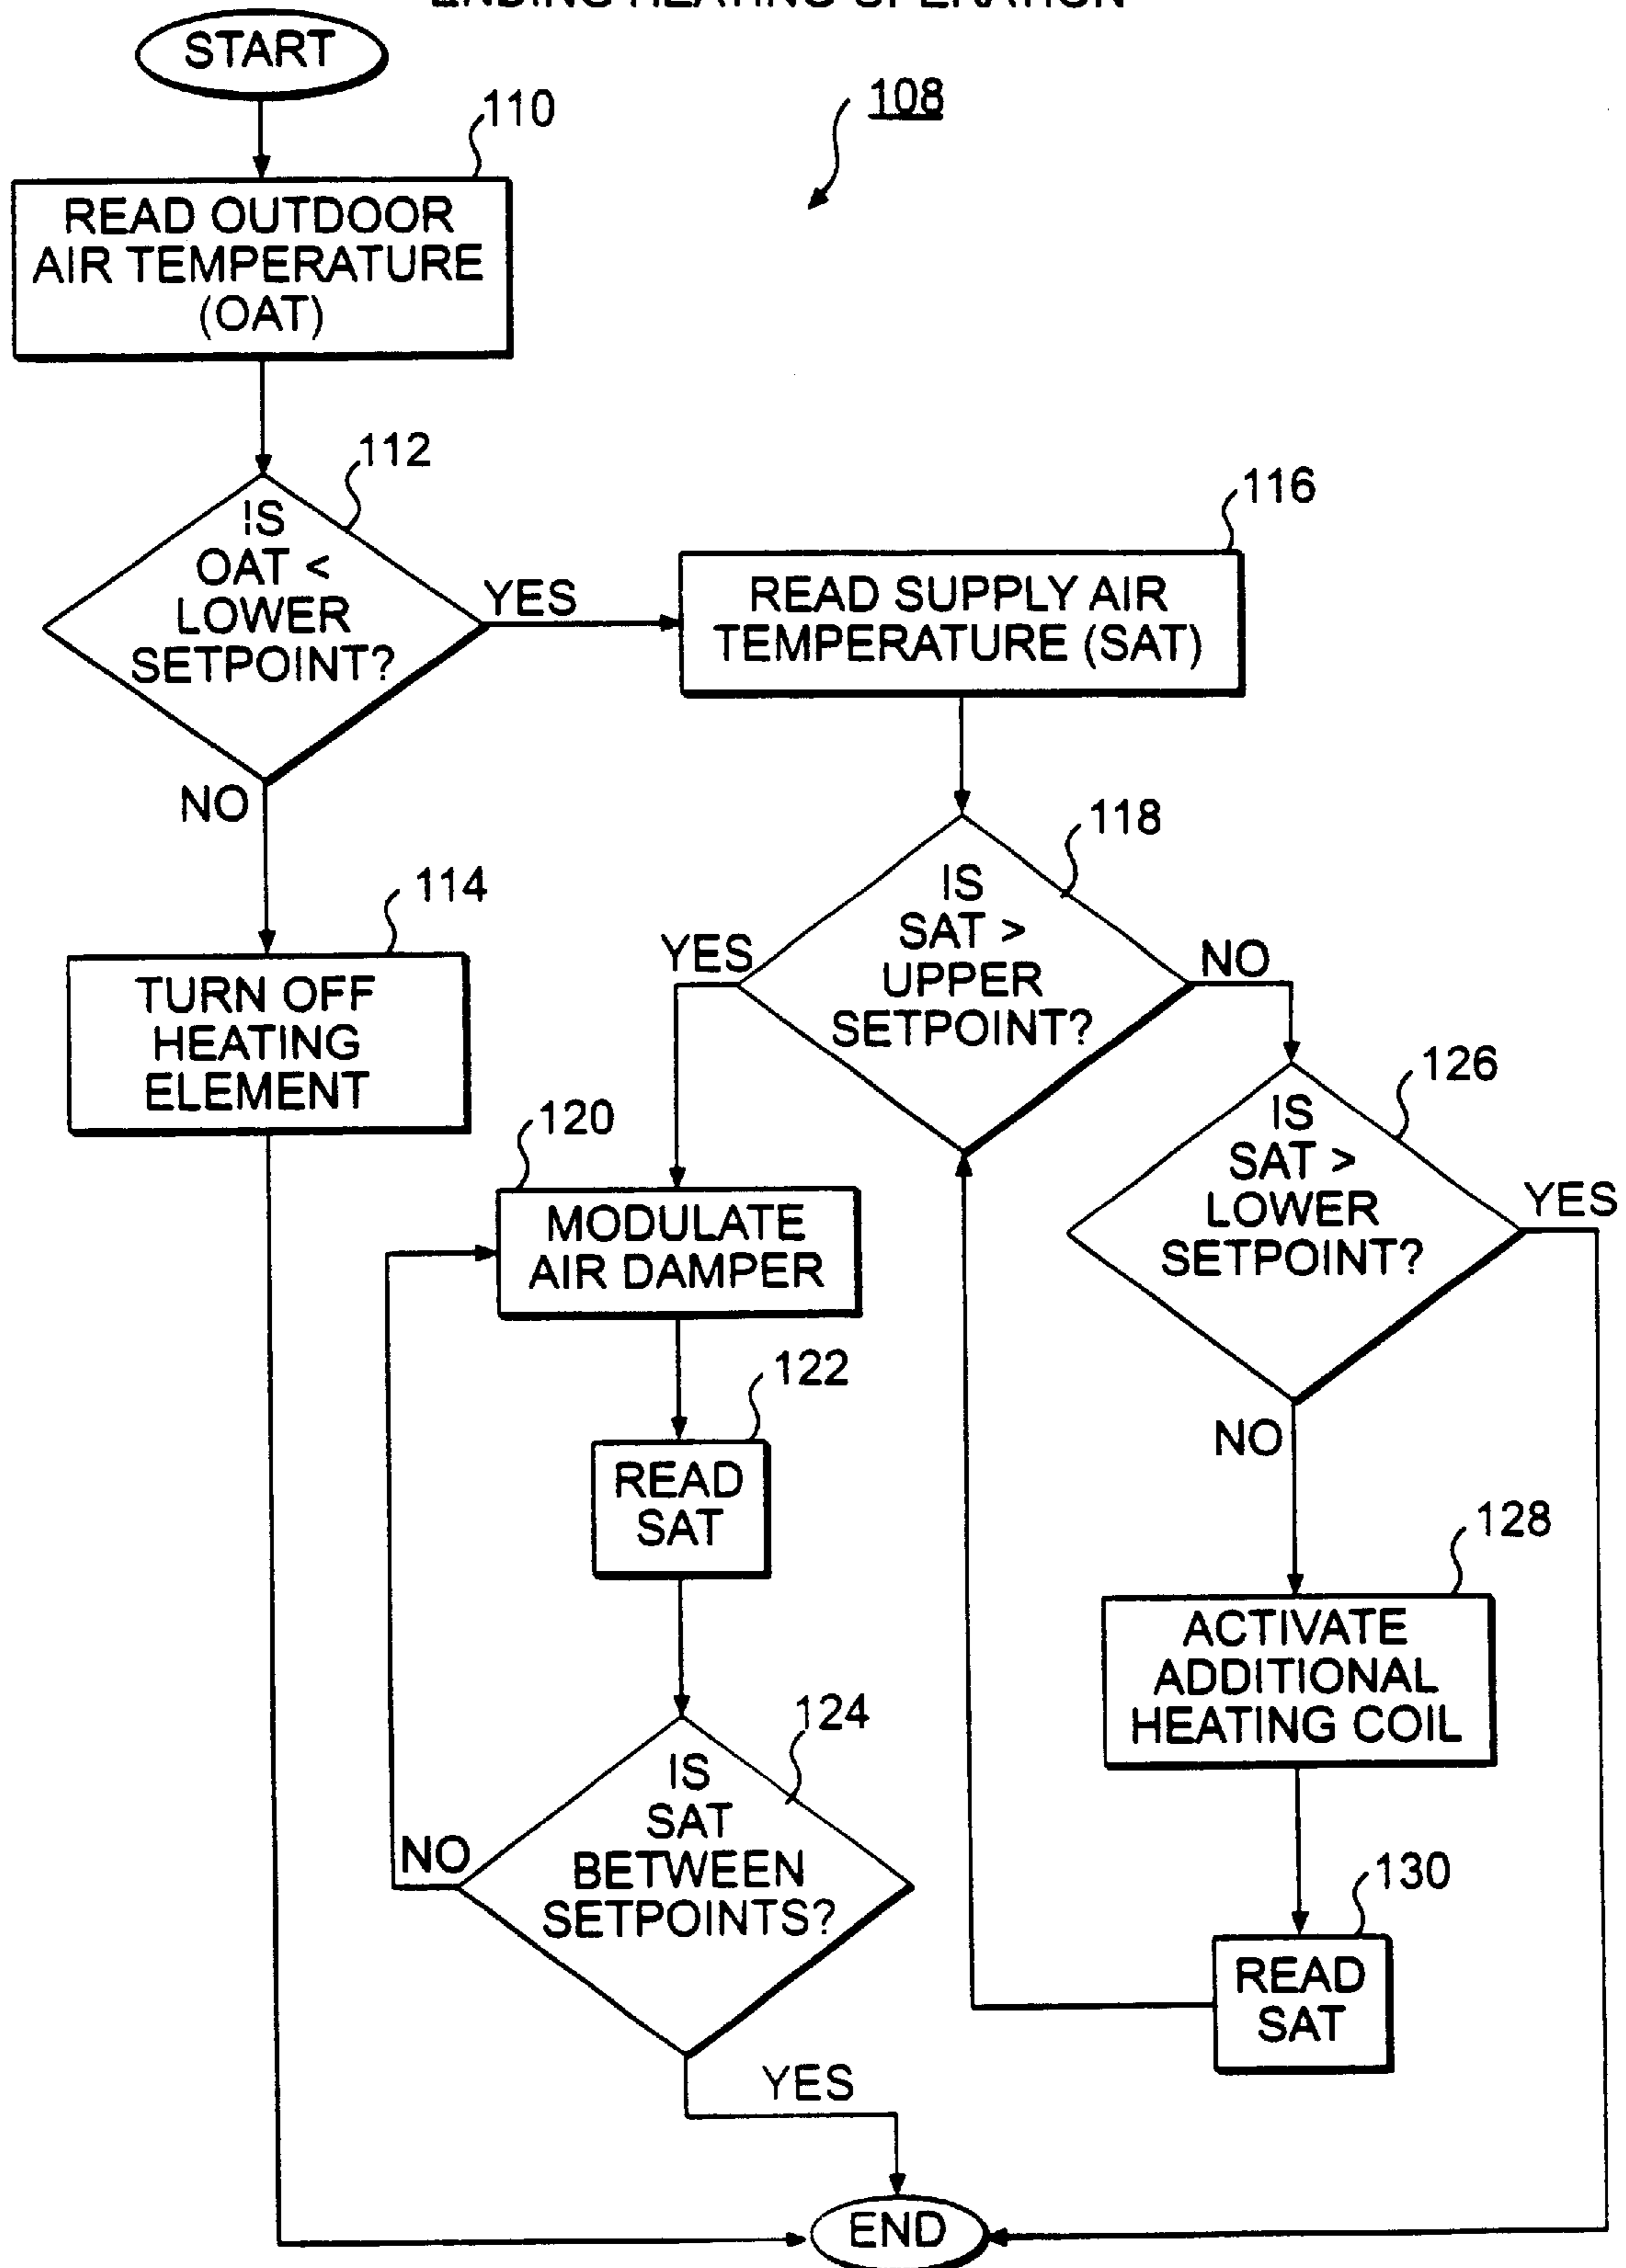 ENDING HEATING OPERATION
START
108
110
READ OUTDOOR
AIR TEMPERATURE
(OAT)
112
IS
OAT <
LOWER
SETPOINT?
YES
NO
116
READ SUPPLY AIR
TEMPERATURE (SAT)
114
TURN OFF
HEATING
ELEMENT
118
IS
SAT >
UPPER
SETPOINT?
YES
NO
120
MODULATE
AIR DAMPER
122
READ
SAT
124
IS
SAT
BETWEEN
SETPOINTS?
NO
YES
126
IS
SAT >
LOWER
SETPOINT?
YES
NO
128
ACTIVATE
ADDITIONAL
HEATING COIL
130
READ
SAT
END